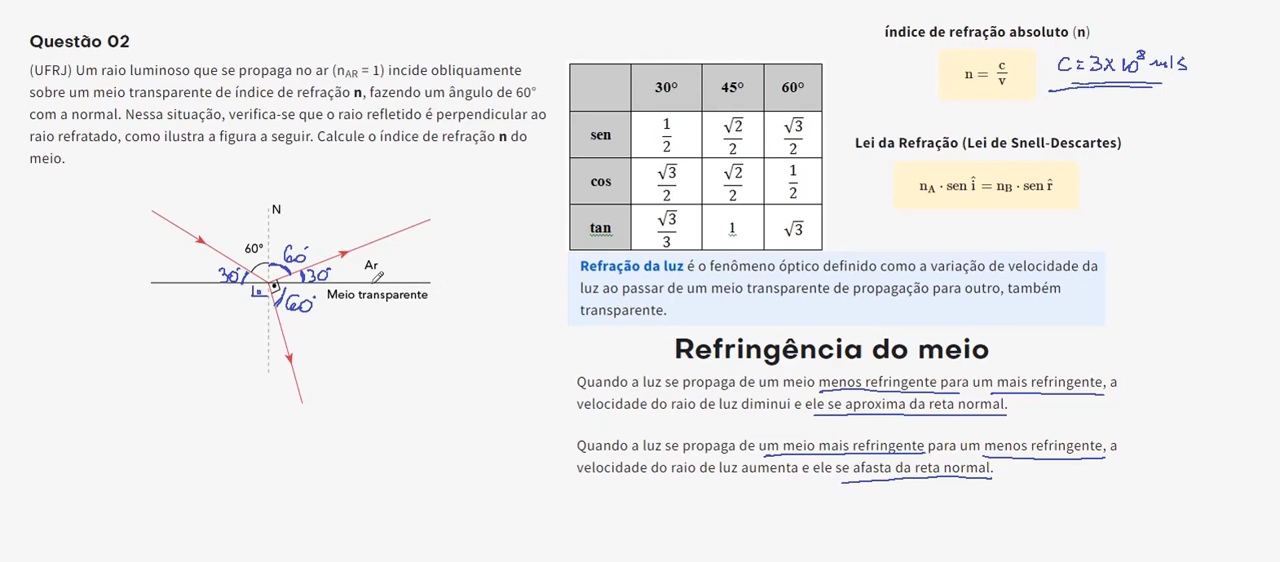 Questão 02
(UFRJ) Um raio luminoso que se propaga no ar (nAR = 1) incide obliquamente
sobre um meio transparente de índice de refração n, fazendo um ângulo de 60°
com a normal. Nessa situação, verifica-se que o raio refletido é perpendicular ao
raio refratado, como ilustra a figura a seguir. Calcule o índice de refração n do
meio.
N
60°
60°
30°
30°
Ar
Meio transparente
60°
30° 45° 60°
sen 1/2 √2/2 √3/2
cos √3/2 √2/2 1/2
tan √3/3 1 √3
índice de refração absoluto (n)
n = c/v
C = 3 x 10⁸ m/s
Lei da Refração (Lei de Snell-Descartes)
nA · sen î = nB · sen r̂
Refração da luz é o fenômeno óptico definido como a variação de velocidade da
luz ao passar de um meio transparente de propagação para outro, também
transparente.
Refringência do meio
Quando a luz se propaga de um meio menos refringente para um mais refringente, a
velocidade do raio de luz diminui e ele se aproxima da reta normal.
Quando a luz se propaga de um meio mais refringente para um menos refringente, a
velocidade do raio de luz aumenta e ele se afasta da reta normal.